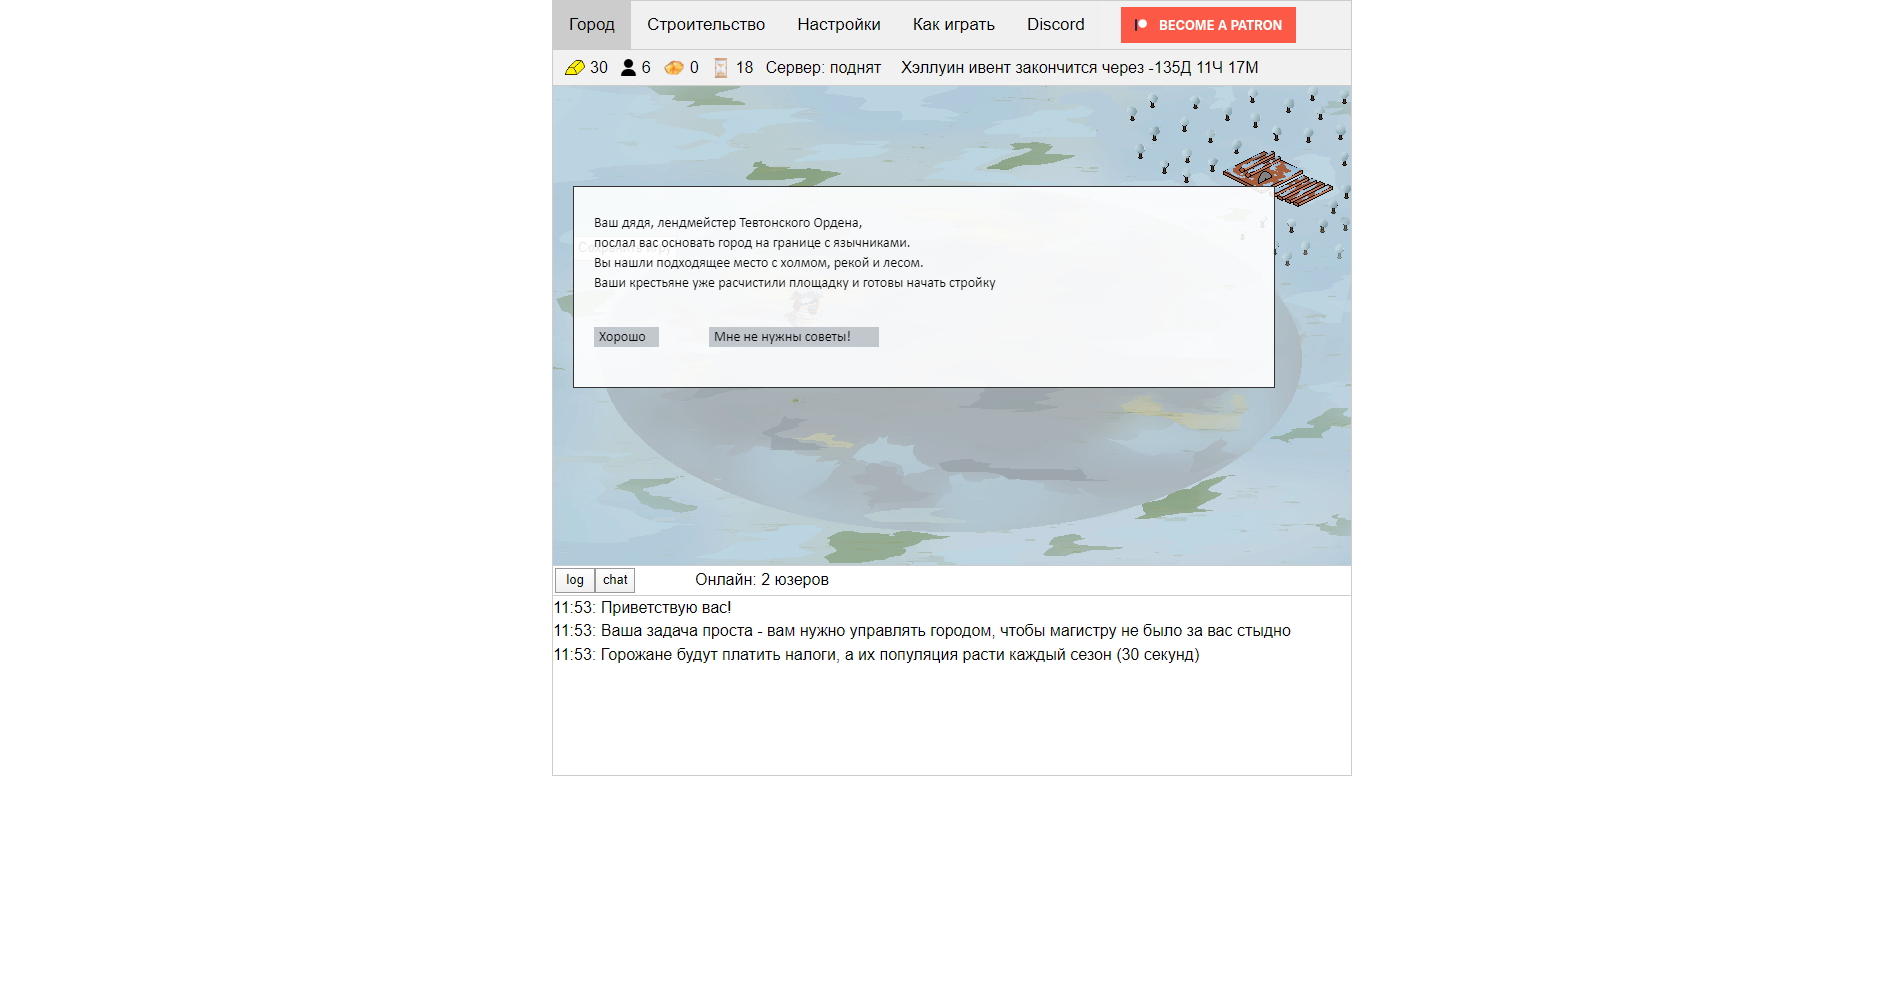 Город Строительство Настройки Как играть Discord BECOME A PATRON
30 6 0 18 Сервер: поднят Хэллуин ивент закончится через -135Д 11Ч 17М
Ваш дядя, лендмейстер Тевтонского Ордена,
послал вас основать город на границе с язычниками.
Вы нашли подходящее место с холмом, рекой и лесом.
Ваши крестьяне уже расчистили площадку и готовы начать стройку
Хорошо Мне не нужны советы!
log chat Онлайн: 2 юзеров
11:53: Приветствую вас!
11:53: Ваша задача проста - вам нужно управлять городом, чтобы магистру не было за вас стыдно
11:53: Горожане будут платить налоги, а их популяция расти каждый сезон (30 секунд)